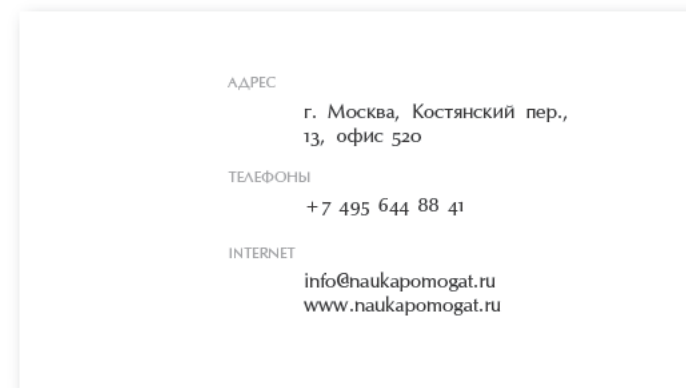 АДРЕС
г. Москва, Костянский пер.,
13, офис 520
ТЕЛЕФОНЫ
+7 495 644 88 41
INTERNET
info@naukapomogat.ru
www.naukapomogat.ru